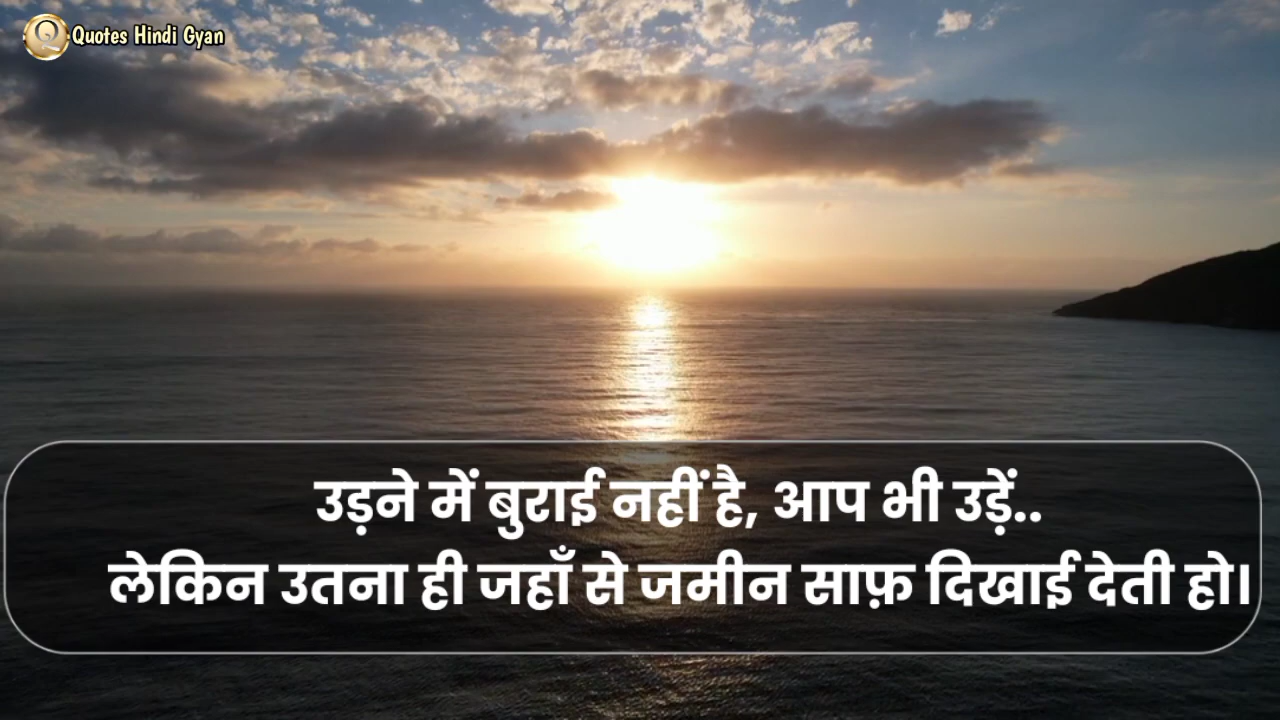 Quotes Hindi Gyan
उड़ने में बुराई नहीं है, आप भी उड़ें..
लेकिन उतना ही जहाँ से जमीन साफ़ दिखाई देती हो।